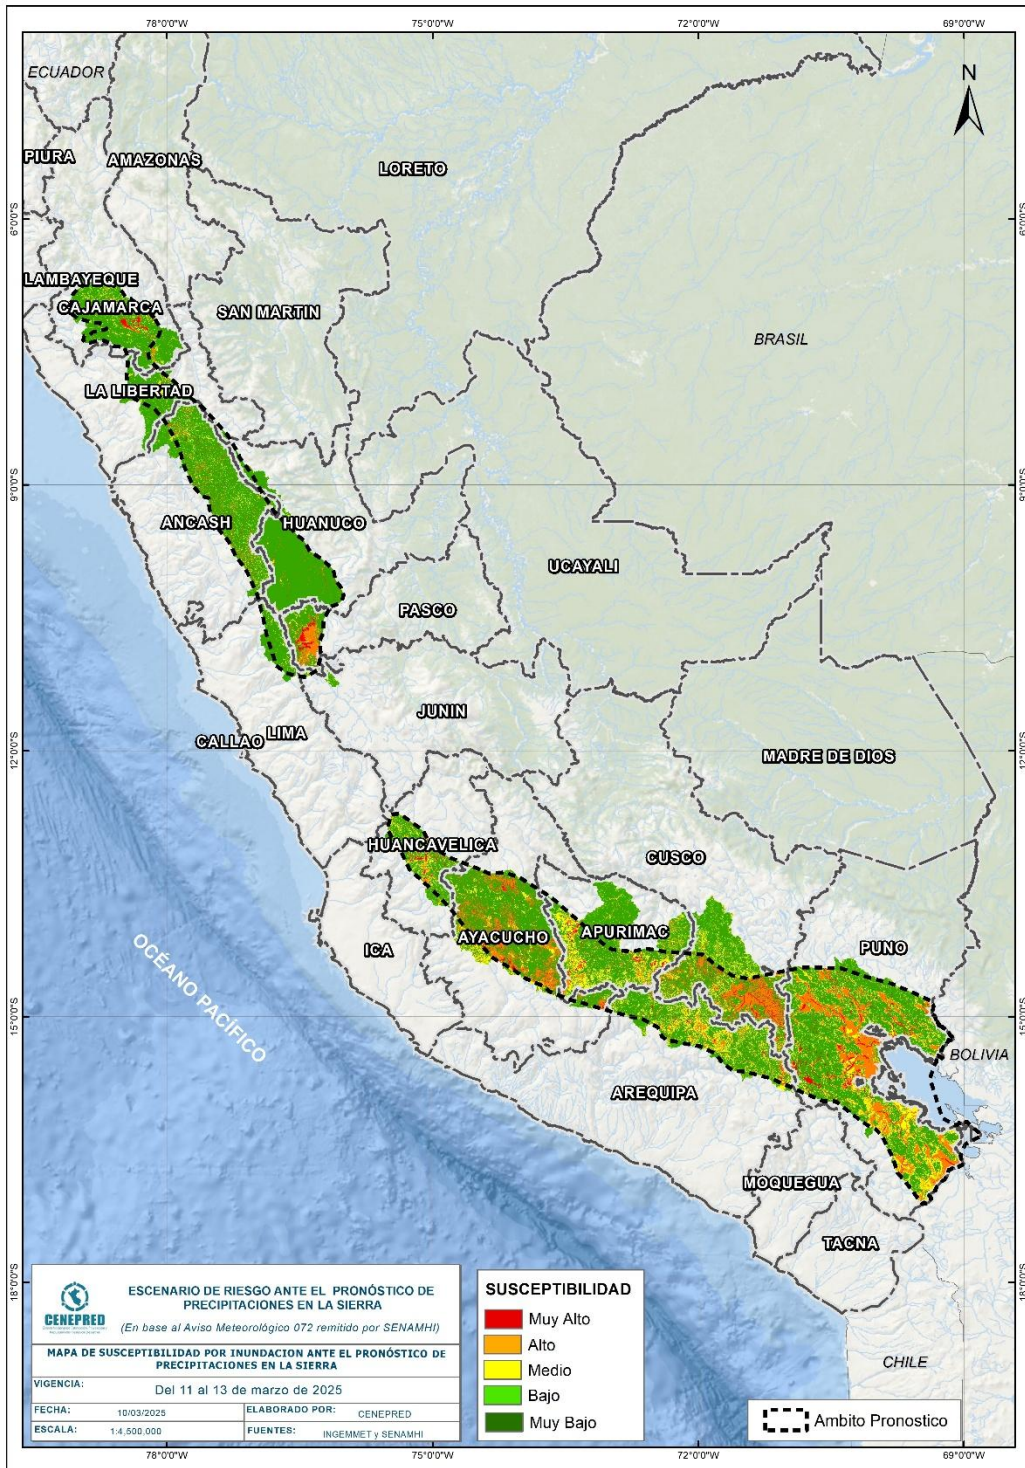 78°0'0"W
75°0'0"W
72°0'0"W
69°0'0"W
ECUADOR
N
PIURA
AMAZONAS
LORETO
6°0'0"S
6°0'0"S
LAMBAYEQUE
CAJAMARCA
SAN MARTIN
BRASIL
LA LIBERTAD
9°0'0"S
9°0'0"S
ANCASH
HUANUCO
UCAYALI
PASCO
JUNIN
LIMA
CALLAO
12°0'0"S
12°0'0"S
MADRE DE DIOS
HUANCAVELICA
CUSCO
APURIMAC
AYACUCHO
ICA
PUNO
OCÉANO PACÍFICO
15°0'0"S
15°0'0"S
BOLIVIA
AREQUIPA
MOQUEGUA
TACNA
18°0'0"S
18°0'0"S
CHILE
CENEPRED
ESCENARIO DE RIESGO ANTE EL PRONÓSTICO DE
PRECIPITACIONES EN LA SIERRA
(En base al Aviso Meteorológico 072 remitido por SENAMHI)
MAPA DE SUSCEPTIBILIDAD POR INUNDACION ANTE EL PRONÓSTICO DE
PRECIPITACIONES EN LA SIERRA
VIGENCIA: Del 11 al 13 de marzo de 2025
FECHA: 10/03/2025 ELABORADO POR: CENEPRED
ESCALA: 1:4,500,000 FUENTES: INGEMMET y SENAMHI
SUSCEPTIBILIDAD
Muy Alto
Alto
Medio
Bajo
Muy Bajo
Ambito Pronostico
78°0'0"W
75°0'0"W
72°0'0"W
69°0'0"W